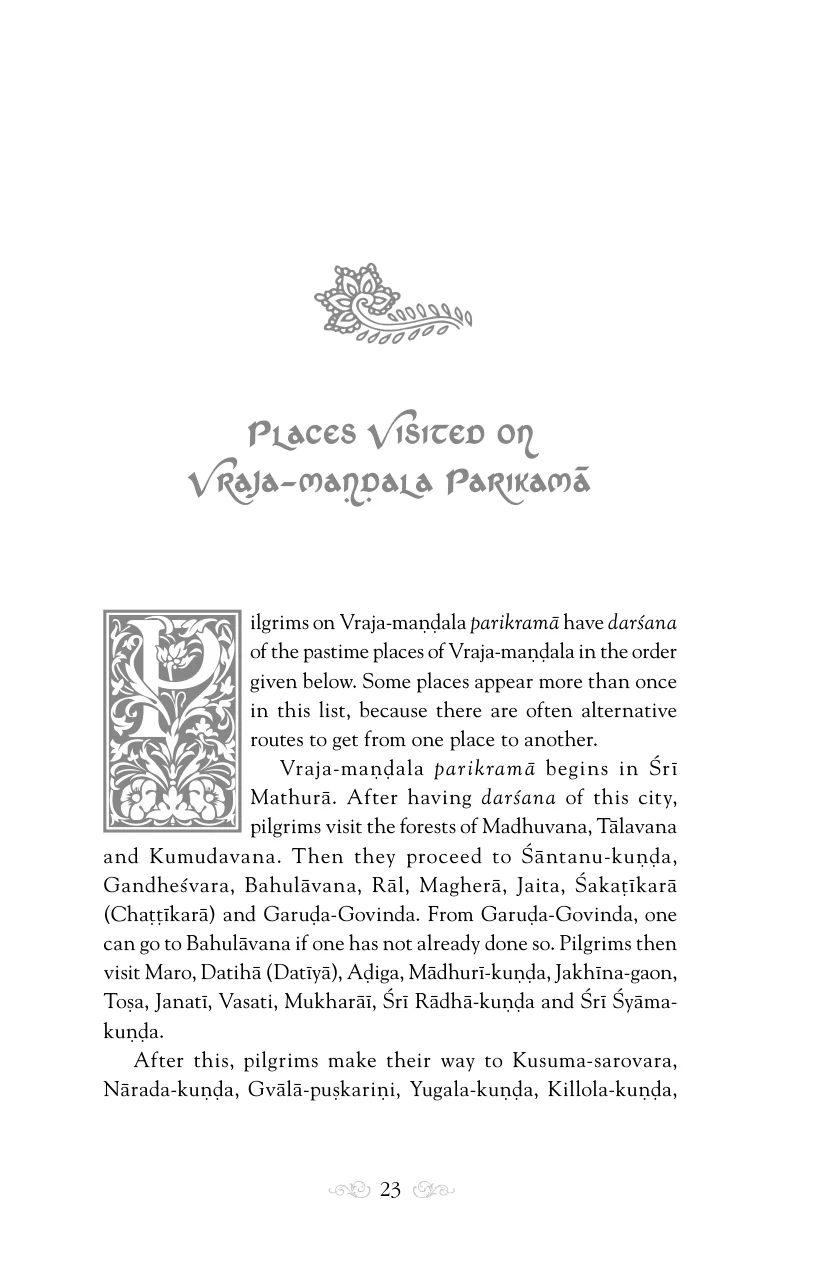 Places Visited on
Vraja-maṇḍala Parikamā
Pilgrims on Vraja-maṇḍala parikramā have darśana
of the pastime places of Vraja-maṇḍala in the order
given below. Some places appear more than once
in this list, because there are often alternative
routes to get from one place to another.
Vraja-maṇḍala parikramā begins in Śrī
Mathurā. After having darśana of this city,
pilgrims visit the forests of Madhuvana, Tālavana
and Kumudavana. Then they proceed to Śāntanu-kuṇḍa,
Gandheśvara, Bahulāvana, Rāl, Magherā, Jaita, Śakaṭīkarā
(Chaṭṭīkarā) and Garuḍa-Govinda. From Garuḍa-Govinda, one
can go to Bahulāvana if one has not already done so. Pilgrims then
visit Maro, Datihā (Datīyā), Aḍiga, Mādhurī-kuṇḍa, Jakhīna-gaon,
Toṣa, Janatī, Vasati, Mukharāī, Śrī Rādhā-kuṇḍa and Śrī Śyāma-
kuṇḍa.
After this, pilgrims make their way to Kusuma-sarovara,
Nārada-kuṇḍa, Gvālā-puṣkariṇi, Yugala-kuṇḍa, Killola-kuṇḍa,
23